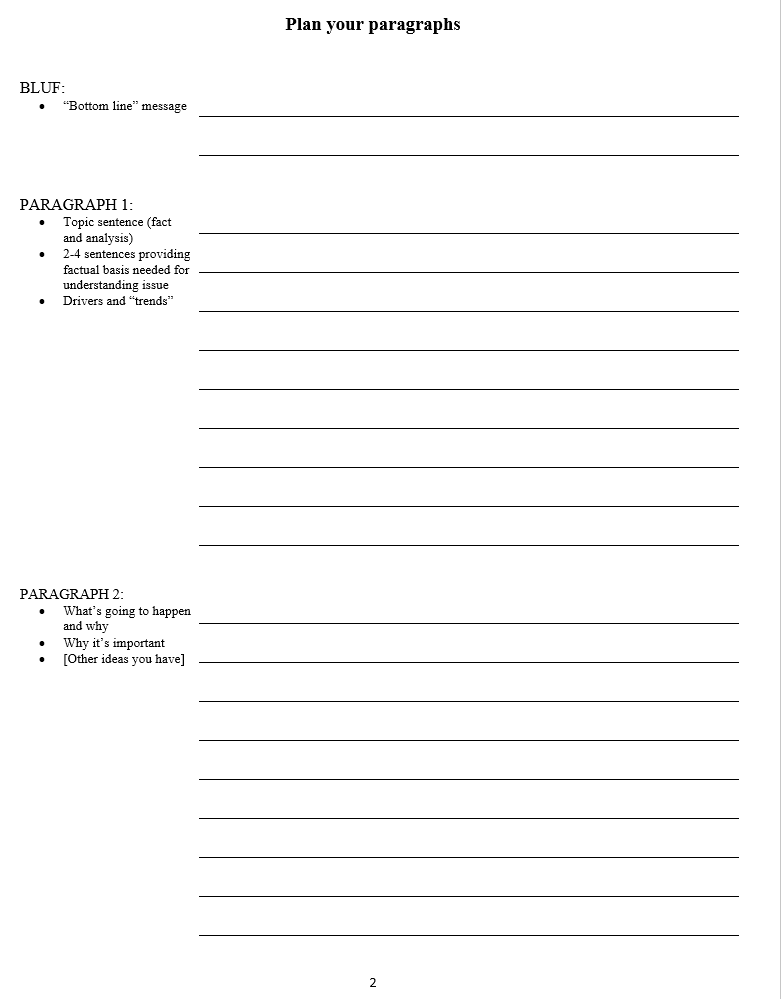 Plan your paragraphs
BLUF:
• “Bottom line” message
PARAGRAPH 1:
• Topic sentence (fact
and analysis)
• 2-4 sentences providing
factual basis needed for
understanding issue
• Drivers and “trends”
PARAGRAPH 2:
• What’s going to happen
and why
• Why it’s important
• [Other ideas you have]
2